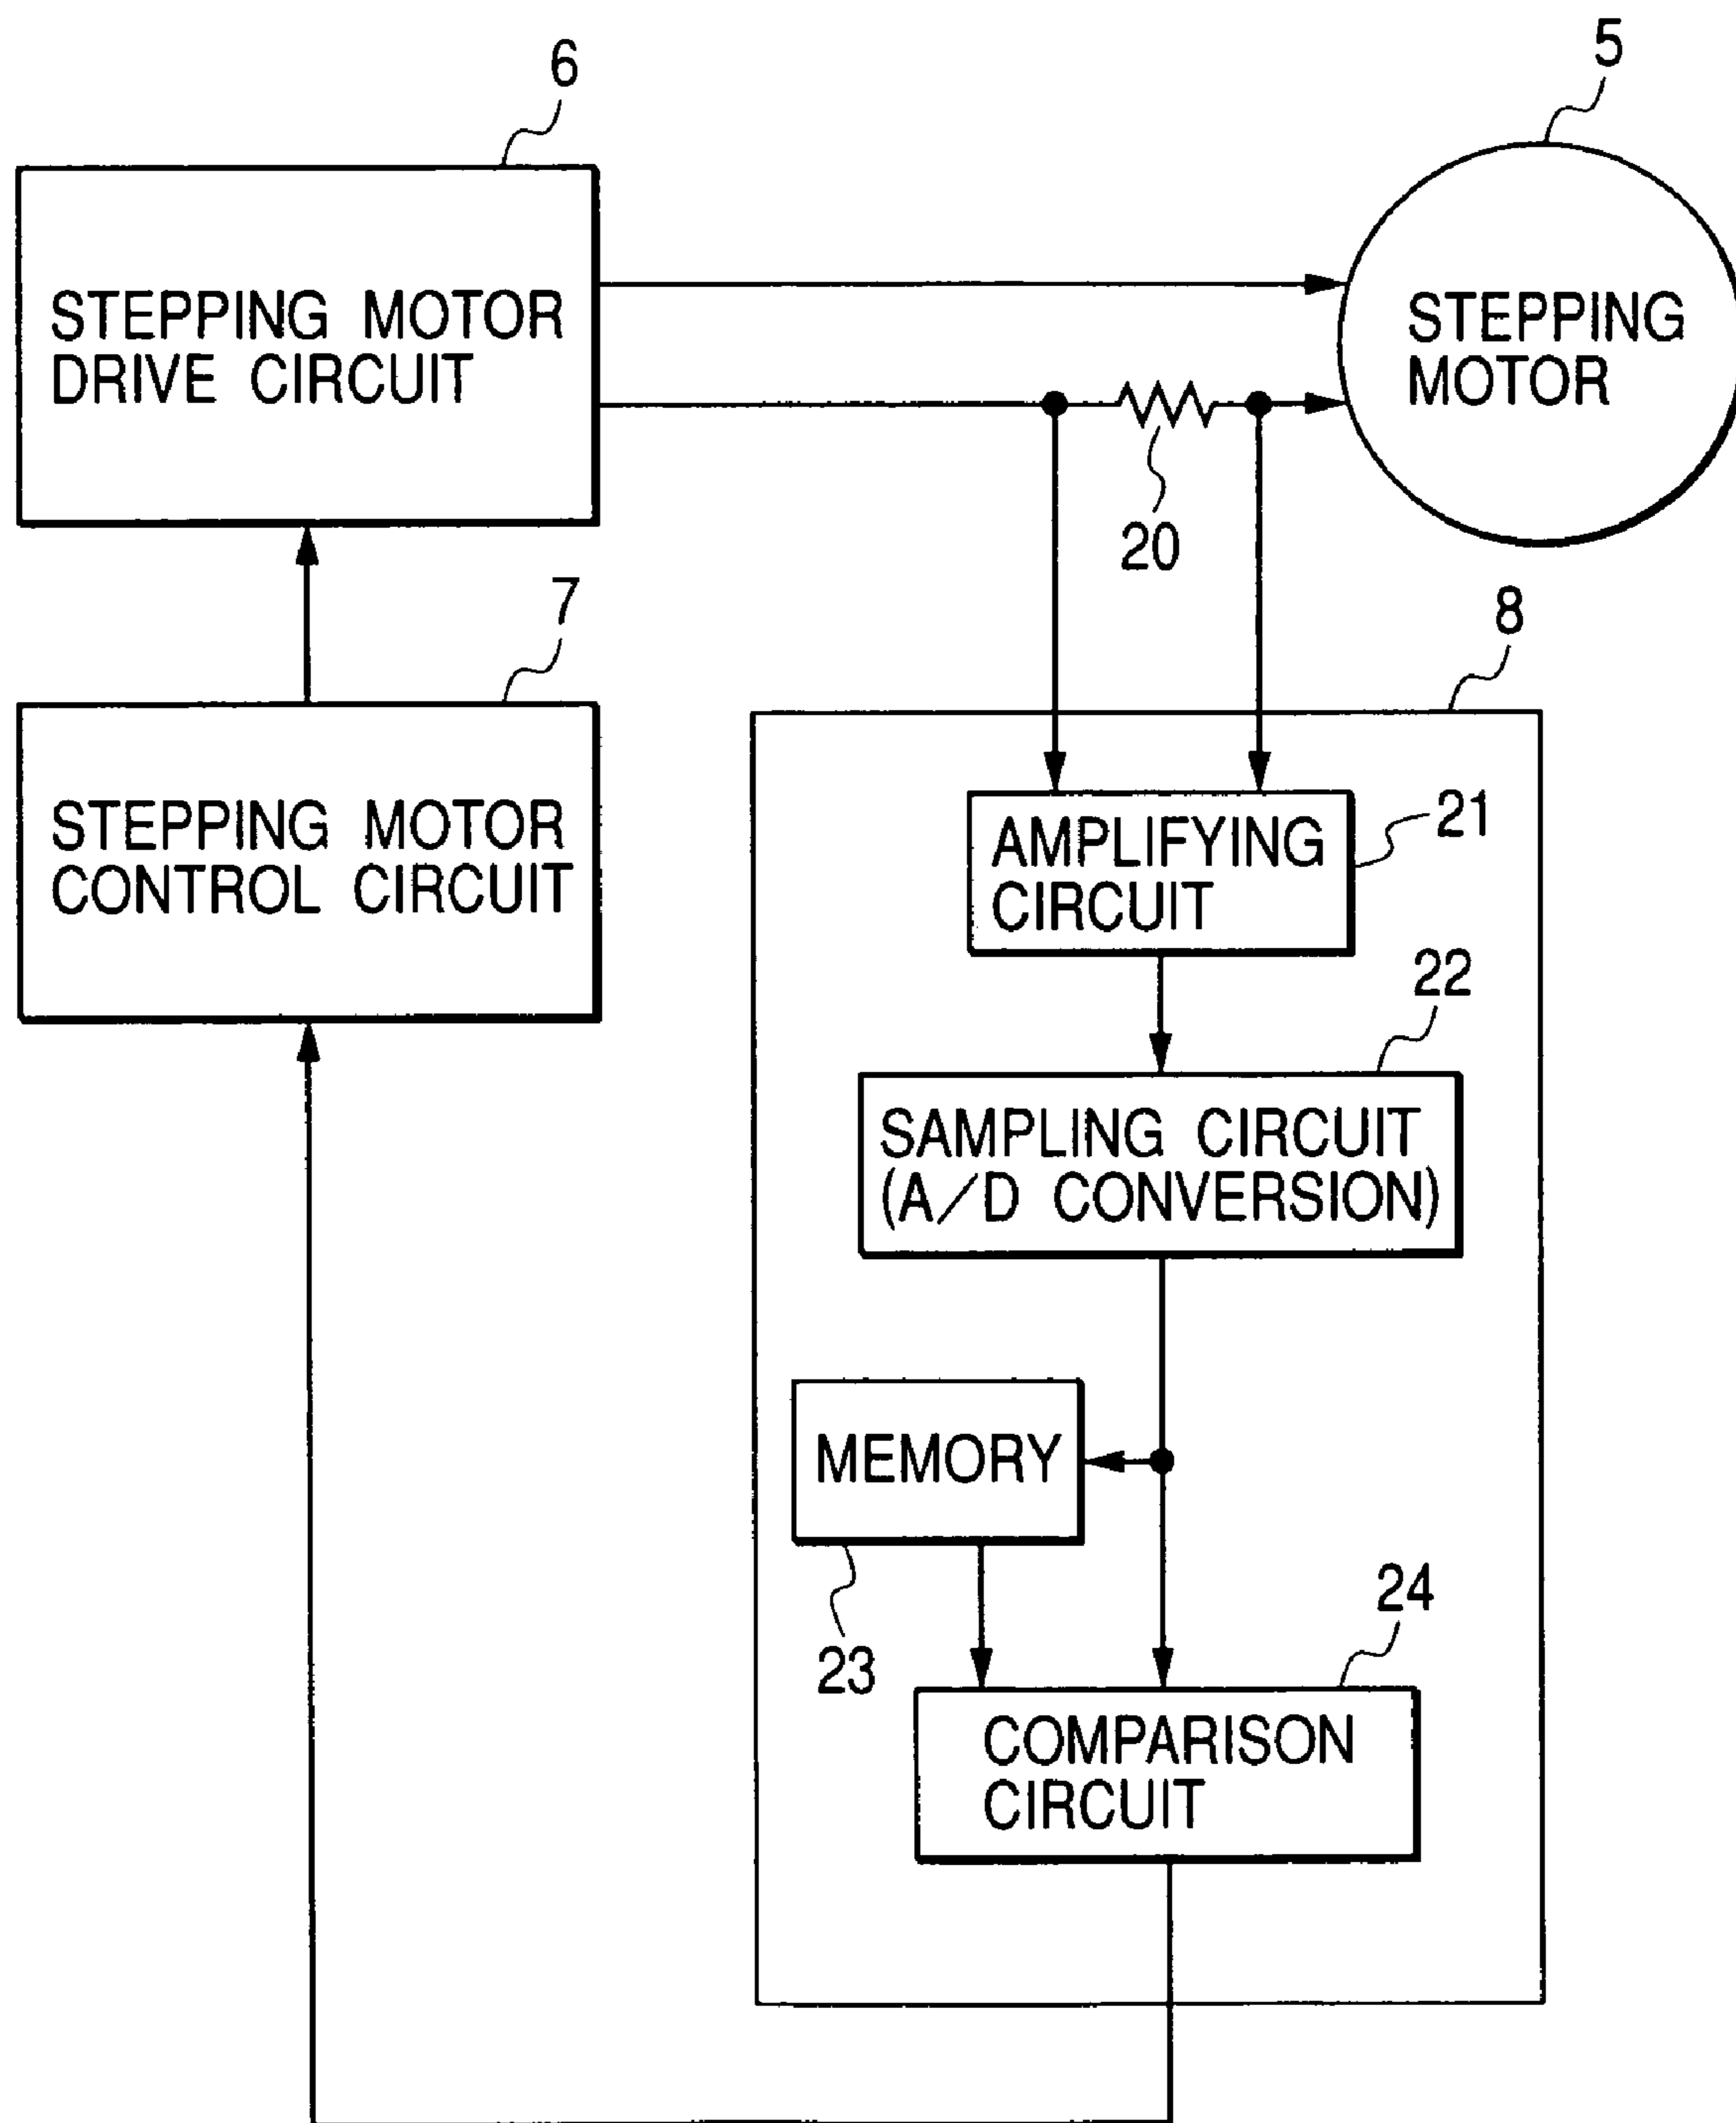 5
6
STEPPING MOTOR
DRIVE CIRCUIT
STEPPING
MOTOR
20
7
8
STEPPING MOTOR
CONTROL CIRCUIT
AMPLIFYING
CIRCUIT
21
22
SAMPLING CIRCUIT
(A/D CONVERSION)
MEMORY
23
24
COMPARISON
CIRCUIT